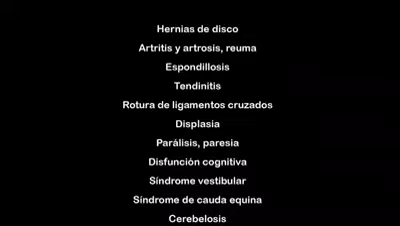 Hernias de disco
Artritis y artrosis, reuma
Espondillosis
Tendinitis
Rotura de ligamentos cruzados
Displasia
Parálisis, paresia
Disfunción cognitiva
Síndrome vestibular
Síndrome de cauda equina
Cerebelosis